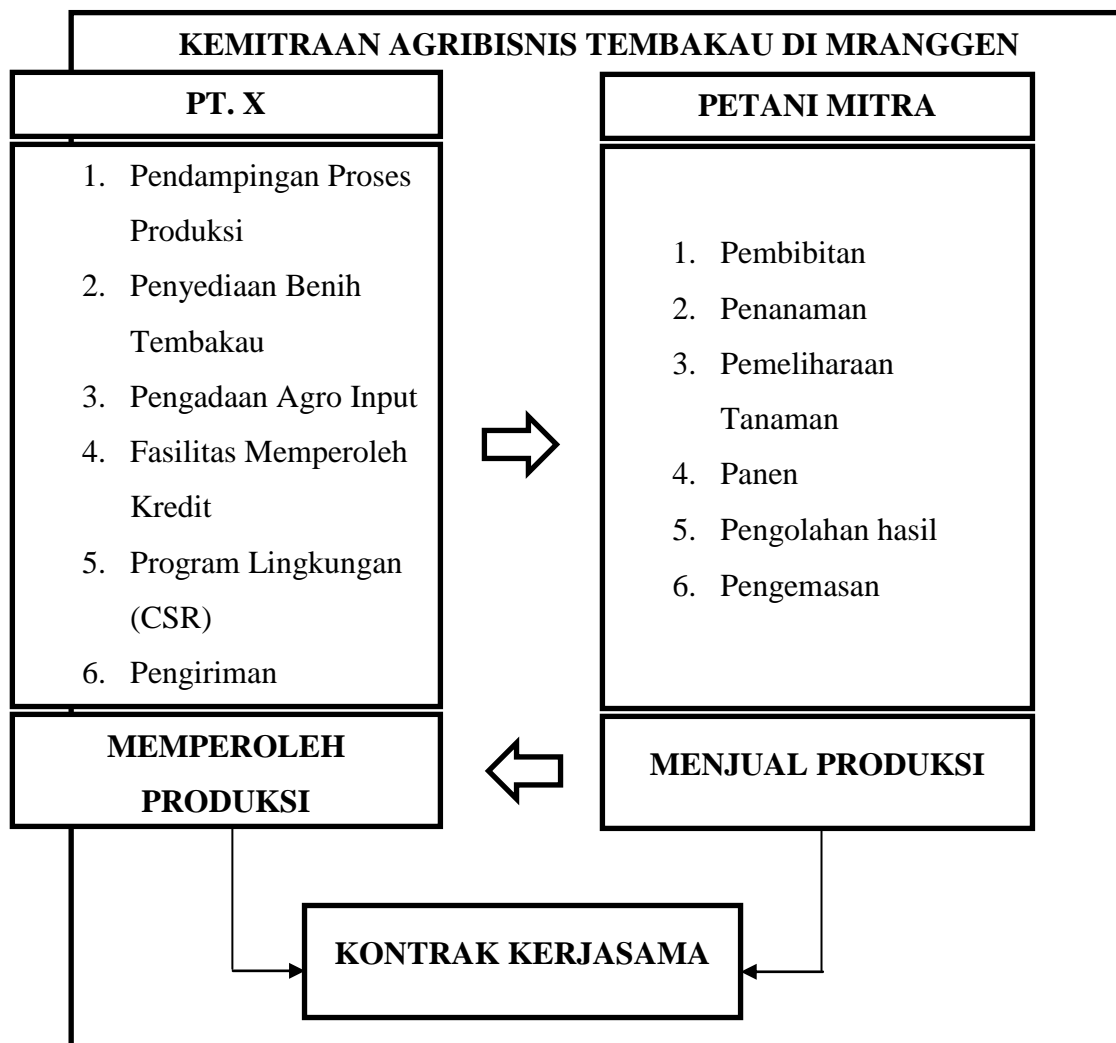 KEMITRAAN AGRIBISNIS TEMBAKAU DI MRANGGEN
PT. X
1. Pendampingan Proses
Produksi
2. Penyediaan Benih
Tembakau
3. Pengadaan Agro Input
4. Fasilitas Memperoleh
Kredit
5. Program Lingkungan
(CSR)
6. Pengiriman
MEMPEROLEH
PRODUKSI
PETANI MITRA
1. Pembibitan
2. Penanaman
3. Pemeliharaan
Tanaman
4. Panen
5. Pengolahan hasil
6. Pengemasan
MENJUAL PRODUKSI
KONTRAK KERJASAMA